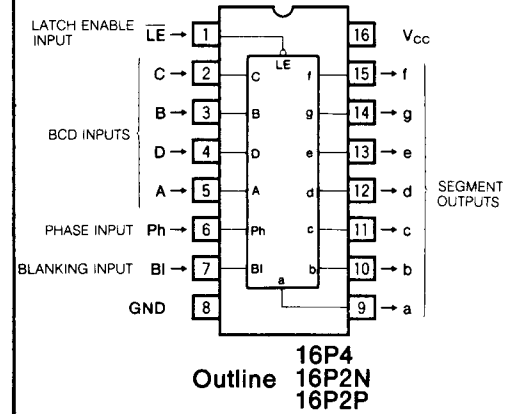 LATCH ENABLE
INPUT
LE → 1
C → 2
B → 3
BCD INPUTS
D → 4
A → 5
PHASE INPUT Ph → 6
BLANKING INPUT BI → 7
GND 8
LE
C
B
D
A
Ph
BI
f
g
e
d
c
b
a
16 VCC
15 → f
14 → g
13 → e
12 → d
SEGMENT
OUTPUTS
11 → c
10 → b
9 → a
Outline 16P4
16P2N
16P2P